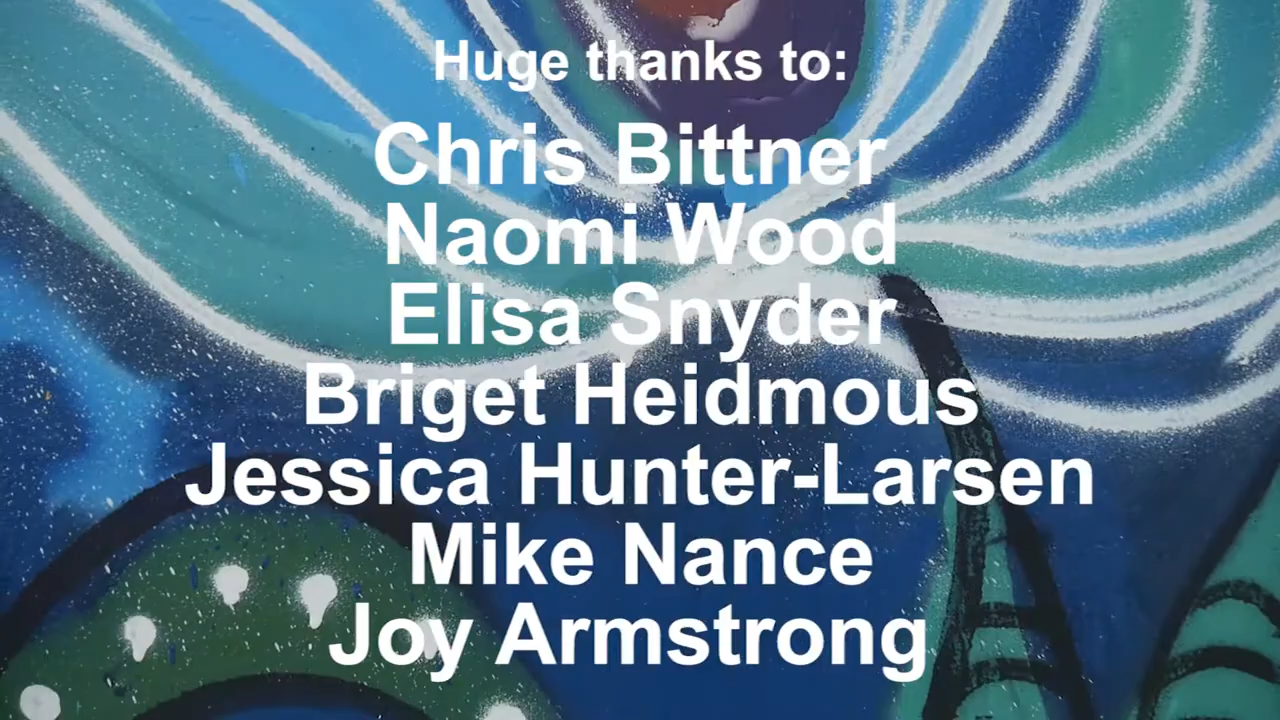 Huge thanks to:
Chris Bittner
Naomi Wood
Elisa Snyder
Briget Heidmous
Jessica Hunter-Larsen
Mike Nance
Joy Armstrong